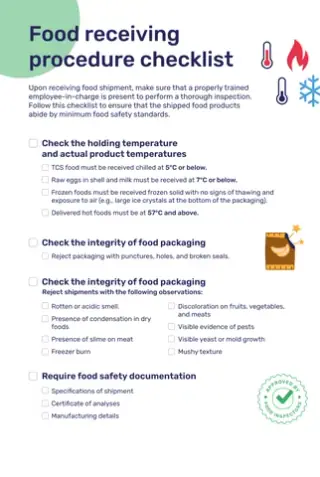 Food receiving
procedure checklist
Upon receiving food shipment, make sure that a properly trained
employee-in-charge is present to perform a thorough inspection.
Follow this checklist to ensure that the shipped food products
abide by minimum food safety standards.
Check the holding temperature
and actual product temperatures
TCS food must be received chilled at 5°C or below.
Raw eggs in shell and milk must be received at 7°C or below,
Frozen foods must be received frozen solid with no signs of thawing and
exposure to air (e.g., large ice crystals at the bottom of the packaging).
Delivered hot foods must be at 57°C and above.
Check the integrity of food packaging
Reject packaging with punctures, holes, and broken seals.
Check the integrity of food packaging
Reject shipments with the following observations:
Rotten or acidic smell.
Presence of condensation in dry
foods
Presence of slime on meat
Freezer burn
Discoloration on fruits, vegetables,
and meats
Visible evidence of pests
Visible yeast or mold growth
Mushy texture
Require food safety documentation
Specifications of shipment
Certificate of analyses
Manufacturing details
APPROVED BY
FOOD INSPECTORS